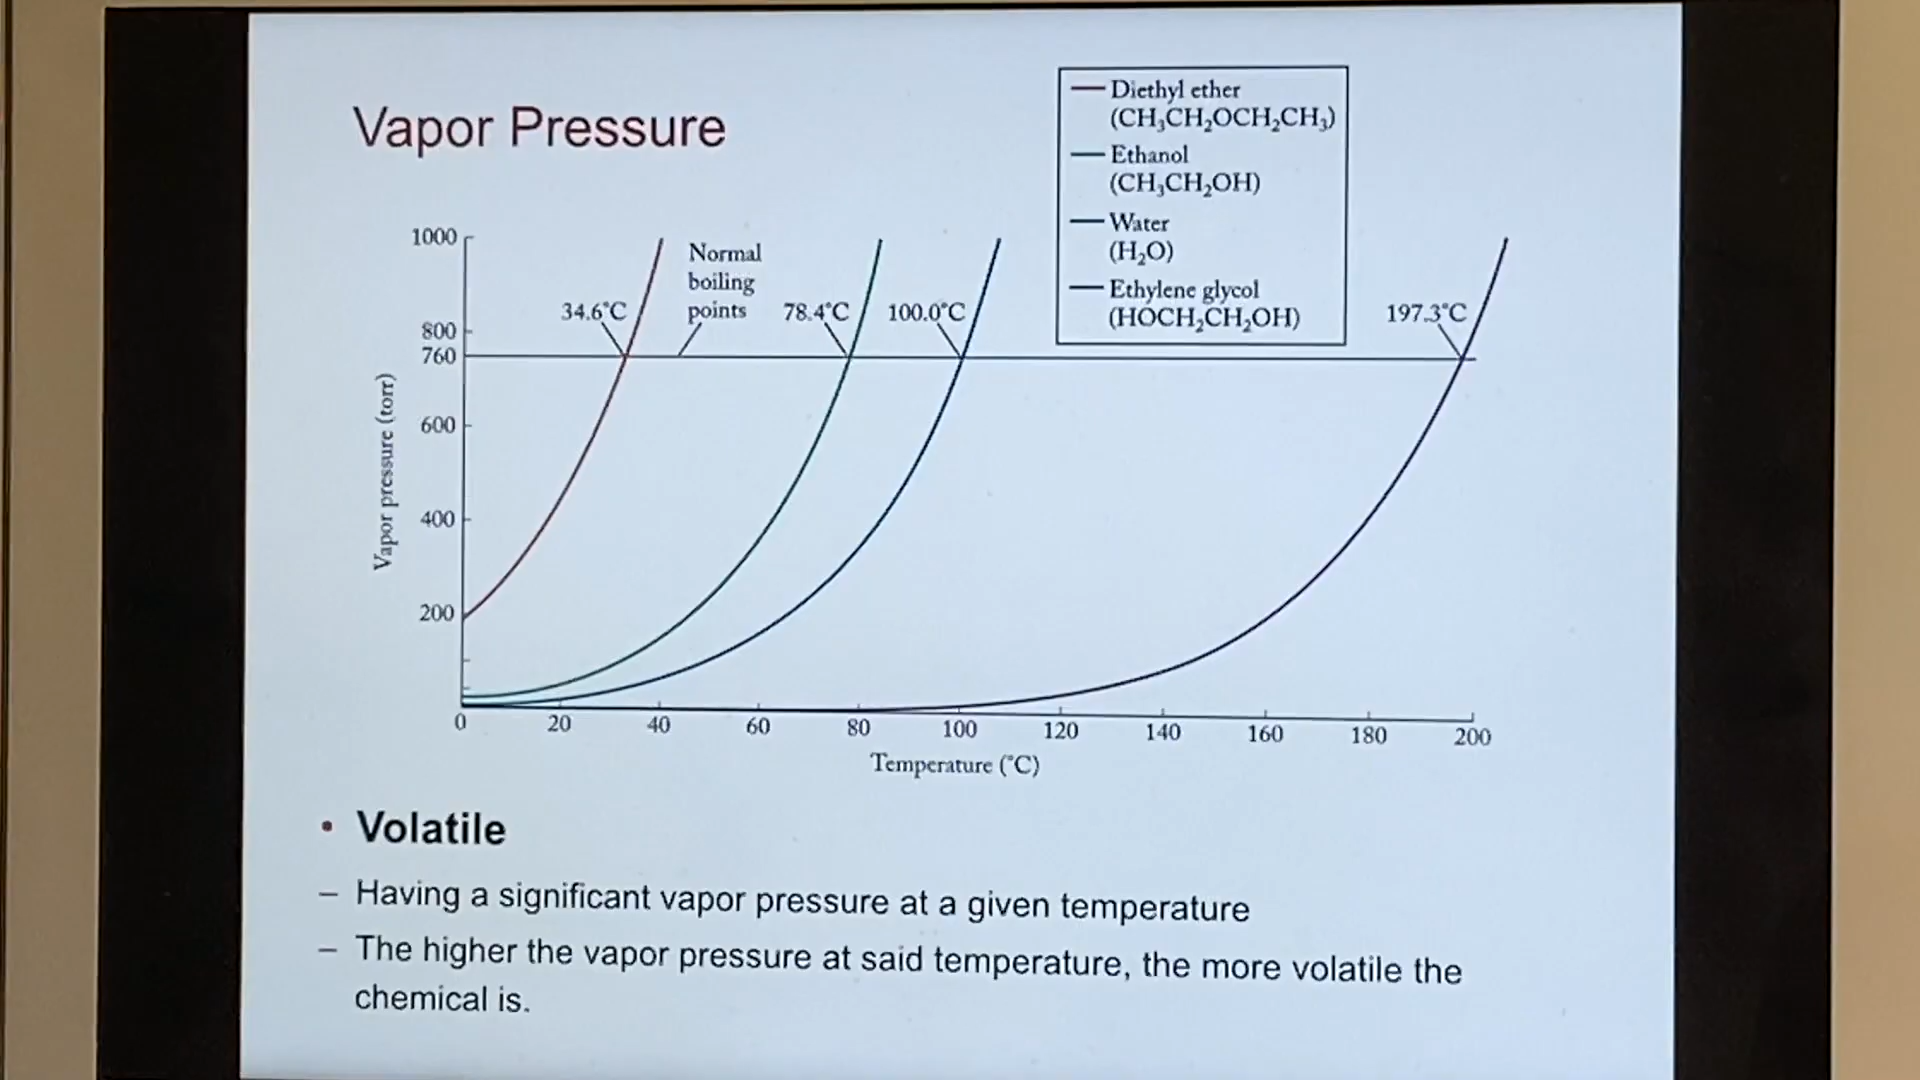 Vapor Pressure
Diethyl ether
(CH₃CH₂OCH₂CH₃)
Ethanol
(CH₃CH₂OH)
Water
(H₂O)
Ethylene glycol
(HOCH₂CH₂OH)
1000
800
760
600
400
200
Vapor pressure (torr)
34.6°C
Normal
boiling
points
78.4°C
100.0°C
197.3°C
0 20 40 60 80 100 120 140 160 180 200
Temperature (°C)
• Volatile
– Having a significant vapor pressure at a given temperature
– The higher the vapor pressure at said temperature, the more volatile the
chemical is.